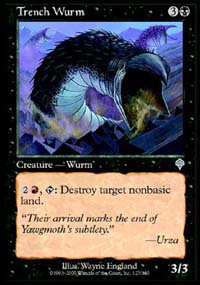 Trench Wurm 3
Creature — Wurm
2, : Destroy target nonbasic
land.
"Their arrival marks the end of
Yawgmoth's subtlety."
—Urza
Illus. Wayne England
3/3